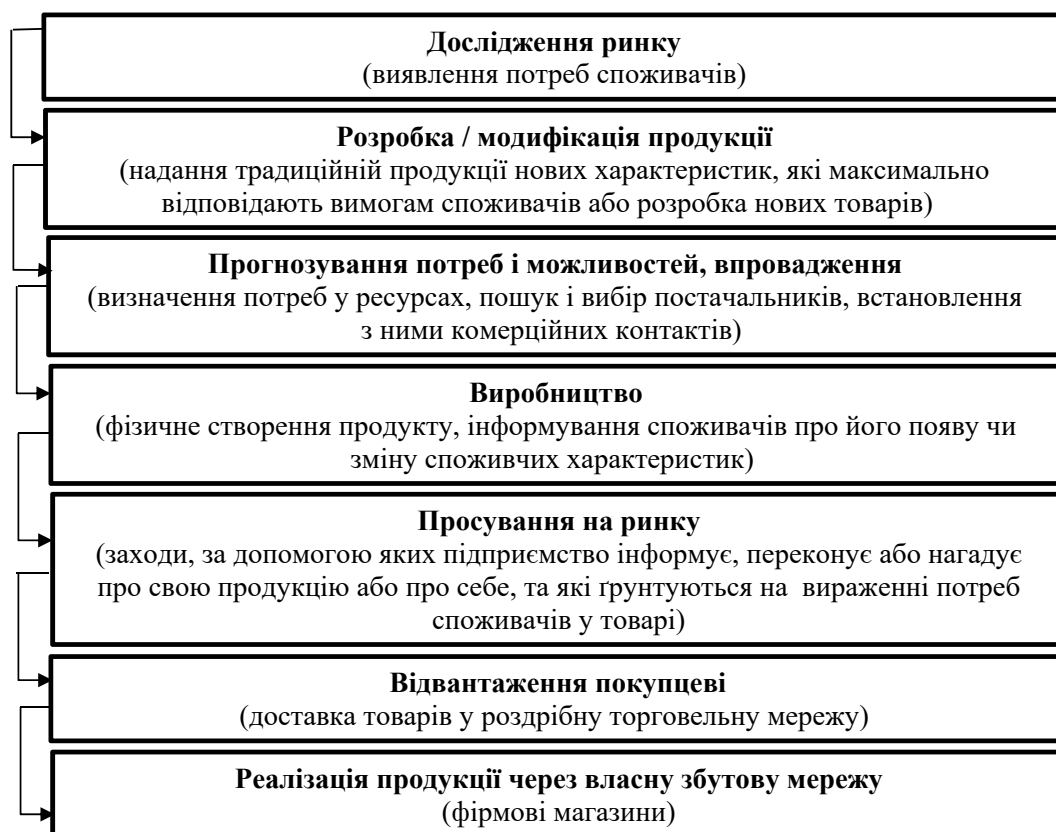 Дослідження ринку
(виявлення потреб споживачів)
Розробка / модифікація продукції
(надання традиційній продукції нових характеристик, які максимально
відповідають вимогам споживачів або розробка нових товарів)
Прогнозування потреб і можливостей, впровадження
(визначення потреб у ресурсах, пошук і вибір постачальників, встановлення
з ними комерційних контактів)
Виробництво
(фізичне створення продукту, інформування споживачів про його появу чи
зміну споживчих характеристик)
Просування на ринку
(заходи, за допомогою яких підприємство інформує, переконує або нагадує
про свою продукцію або про себе, та які ґрунтуються на вираженні потреб
споживачів у товарі)
Відвантаження покупцеві
(доставка товарів у роздрібну торговельну мережу)
Реалізація продукції через власну збутову мережу
(фірмові магазини)